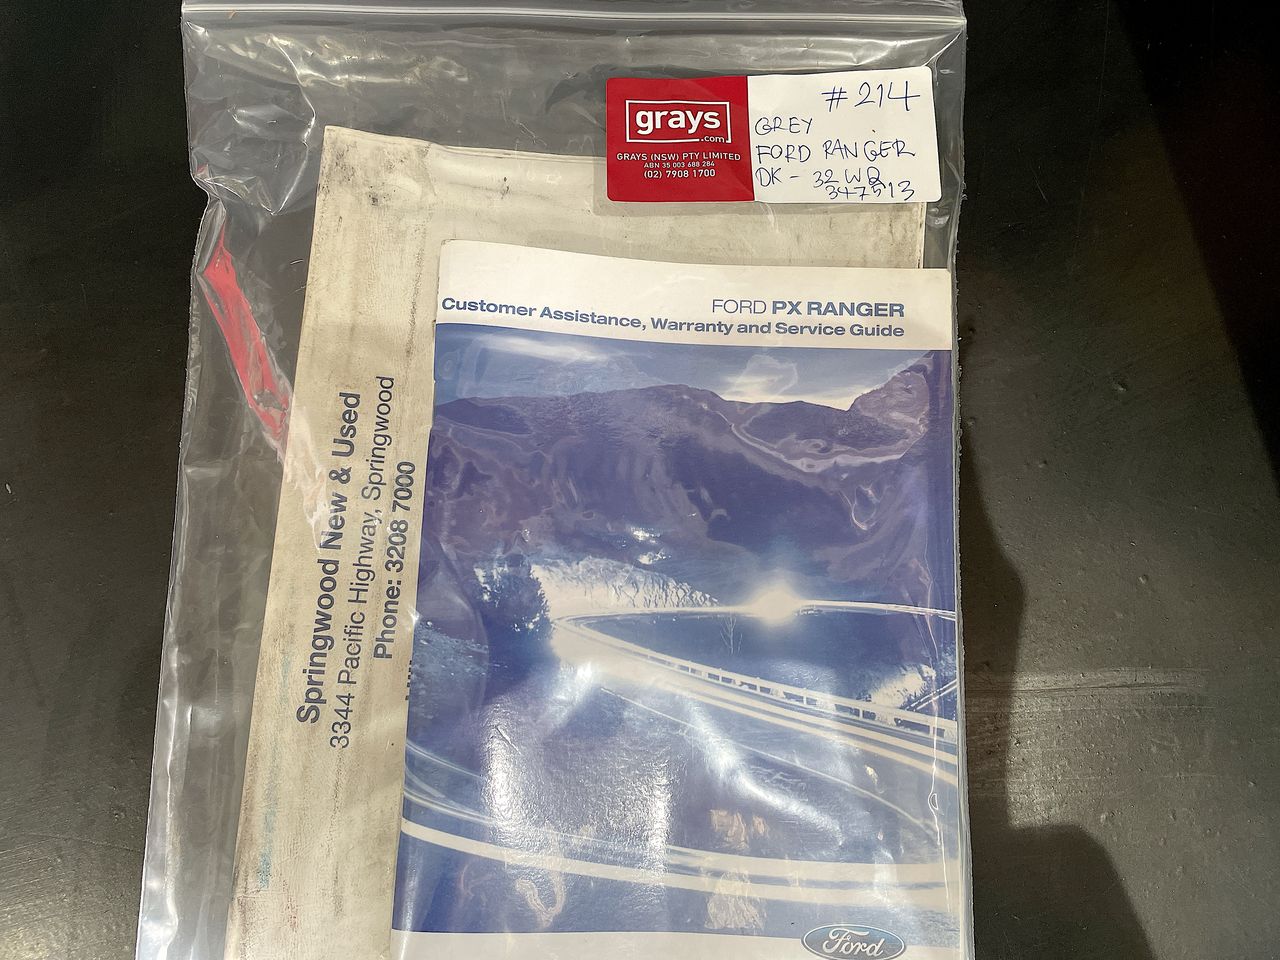 grays
.com
GRAYS (NSW) PTY LIMITED
ABN 35 003 688 284
(02) 7908 1700
#214
GREY
FORD RANGER
DK - 32 WQ
347513
FORD PX RANGER
Customer Assistance, Warranty and Service Guide
Springwood New & Used
3344 Pacific Highway, Springwood
Phone: 3208 7000
Ford